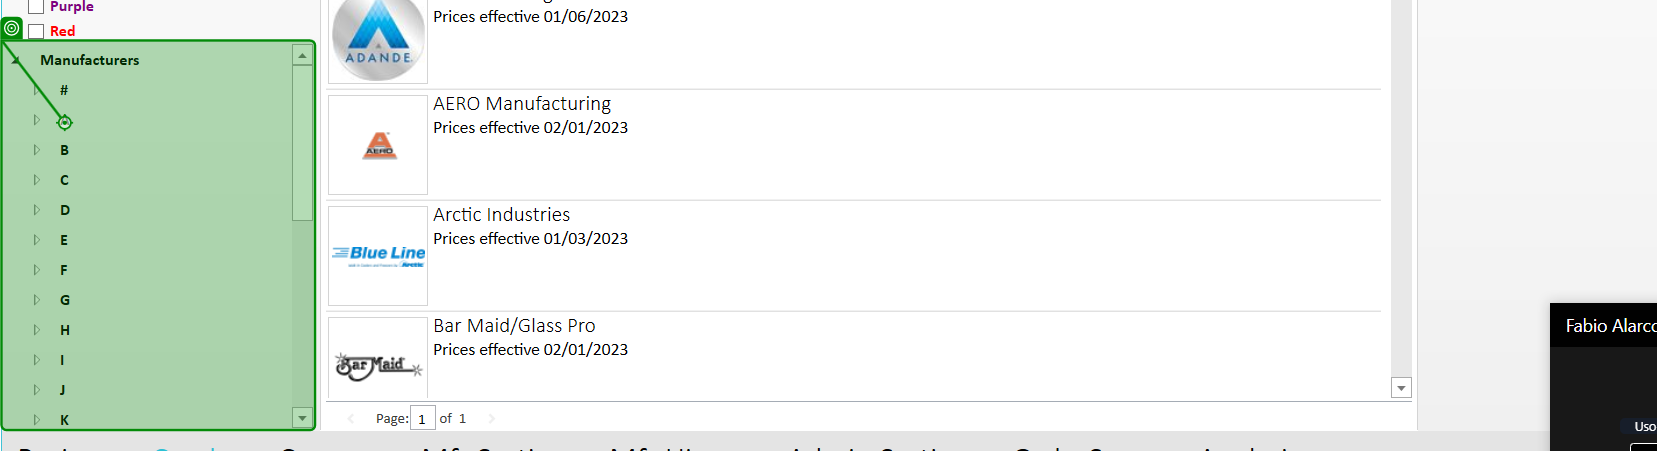 Purple
Red
Manufacturers
#
B
C
D
E
F
G
H
I
J
K
Prices effective 01/06/2023
ADANDE
AERO Manufacturing
Prices effective 02/01/2023
AERO
Arctic Industries
Prices effective 01/03/2023
Blue Line
Bar Maid/Glass Pro
Prices effective 02/01/2023
Bar Maid
Page: 1 of 1
Fabio Alarco
Uso